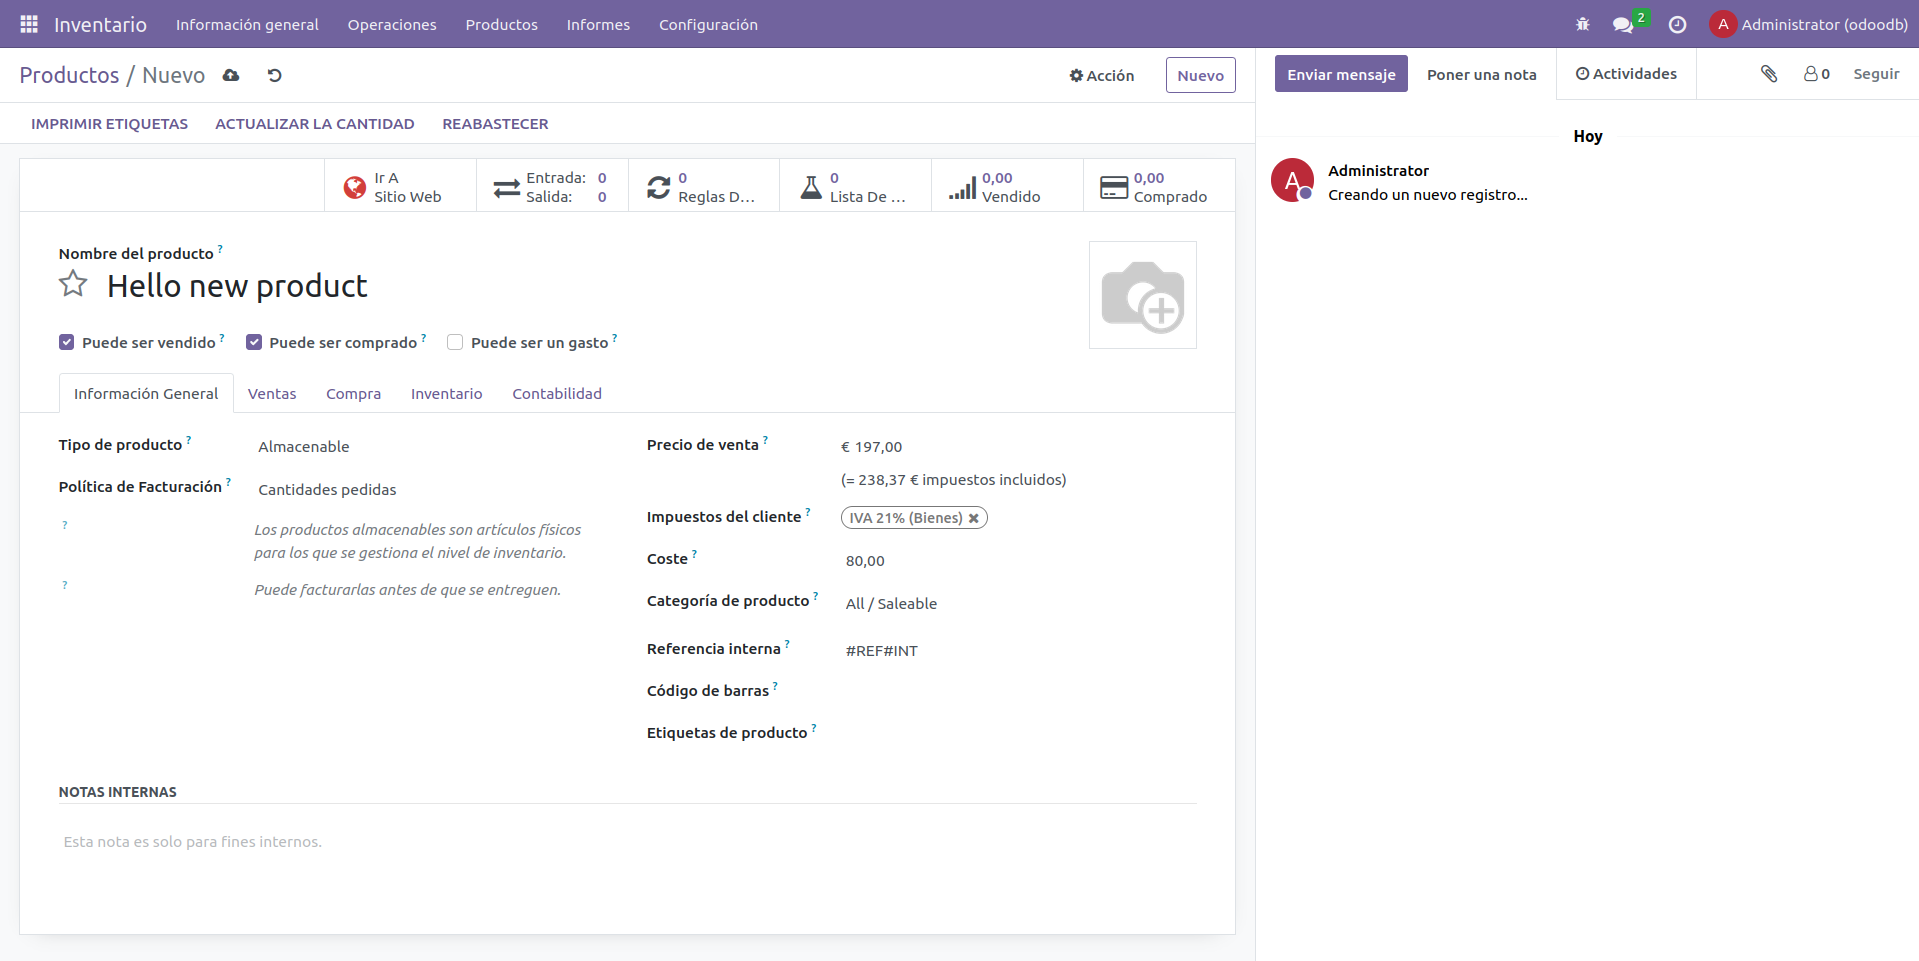 Inventario Información general Operaciones Productos Informes Configuración 2 A Administrator (odoodb)
Productos / Nuevo Acción Nuevo
Enviar mensaje Poner una nota Actividades 0 Seguir
IMPRIMIR ETIQUETAS ACTUALIZAR LA CANTIDAD REABASTECER
Hoy
A Administrator
Creando un nuevo registro...
Ir A
Sitio Web
Entrada: 0
Salida: 0
0
Reglas D...
0
Lista De ...
0,00
Vendido
0,00
Comprado
Nombre del producto ?
Hello new product
Puede ser vendido ? Puede ser comprado ? Puede ser un gasto ?
Información General Ventas Compra Inventario Contabilidad
Tipo de producto ? Almacenable
Política de Facturación ? Cantidades pedidas
? Los productos almacenables son artículos físicos
para los que se gestiona el nivel de inventario.
? Puede facturarlas antes de que se entreguen.
Precio de venta ? € 197,00
(= 238,37 € impuestos incluidos)
Impuestos del cliente ? IVA 21% (Bienes)
Coste ? 80,00
Categoría de producto ? All / Saleable
Referencia interna ? #REF#INT
Código de barras ?
Etiquetas de producto ?
NOTAS INTERNAS
Esta nota es solo para fines internos.